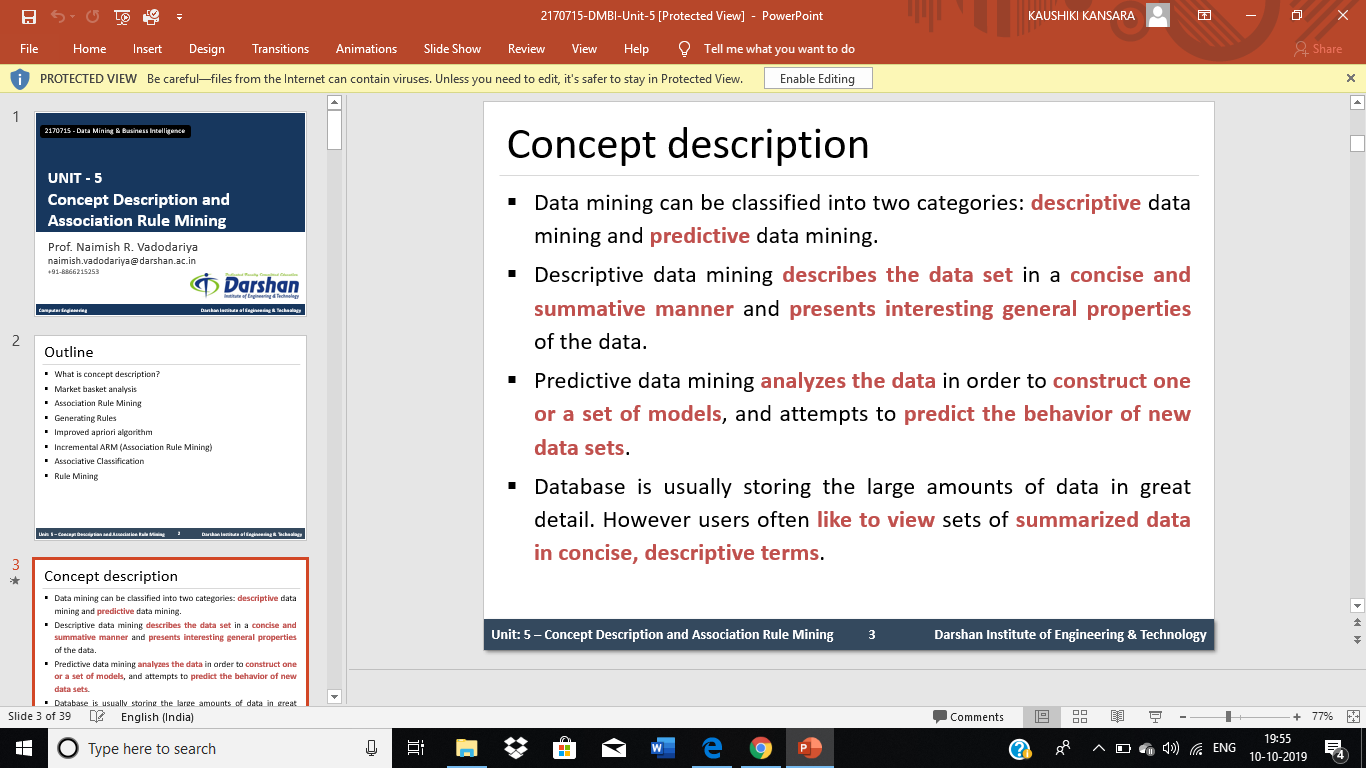 2170715-DMBI-Unit-5 [Protected View] - PowerPoint
KAUSHIKI KANSARA
File Home Insert Design Transitions Animations Slide Show Review View Help Tell me what you want to do Share
PROTECTED VIEW Be careful—files from the Internet can contain viruses. Unless you need to edit, it's safer to stay in Protected View. Enable Editing
1
2170715 - Data Mining & Business Intelligence
UNIT - 5
Concept Description and
Association Rule Mining
Prof. Naimish R. Vadodariya
naimish.vadodariya@darshan.ac.in
+91-8866215253
Darshan
Institute of Engineering & Technology
Computer Engineering Darshan Institute of Engineering & Technology
2
Outline
▪ What is concept description?
▪ Market basket analysis
▪ Association Rule Mining
▪ Generating Rules
▪ Improved apriori algorithm
▪ Incremental ARM (Association Rule Mining)
▪ Associative Classification
▪ Rule Mining
Unit: 5 – Concept Description and Association Rule Mining 2 Darshan Institute of Engineering & Technology
3
Concept description
▪ Data mining can be classified into two categories: descriptive data
mining and predictive data mining.
▪ Descriptive data mining describes the data set in a concise and
summative manner and presents interesting general properties
of the data.
▪ Predictive data mining analyzes the data in order to construct one
or a set of models, and attempts to predict the behavior of new
data sets.
▪ Database is usually storing the large amounts of data in great
Concept description
▪ Data mining can be classified into two categories: descriptive data
mining and predictive data mining.
▪ Descriptive data mining describes the data set in a concise and
summative manner and presents interesting general properties
of the data.
▪ Predictive data mining analyzes the data in order to construct one
or a set of models, and attempts to predict the behavior of new
data sets.
▪ Database is usually storing the large amounts of data in great
detail. However users often like to view sets of summarized data
in concise, descriptive terms.
Unit: 5 – Concept Description and Association Rule Mining 3 Darshan Institute of Engineering & Technology
Slide 3 of 39 English (India) Comments 77%
Type here to search
ENG
19:55
10-10-2019
4